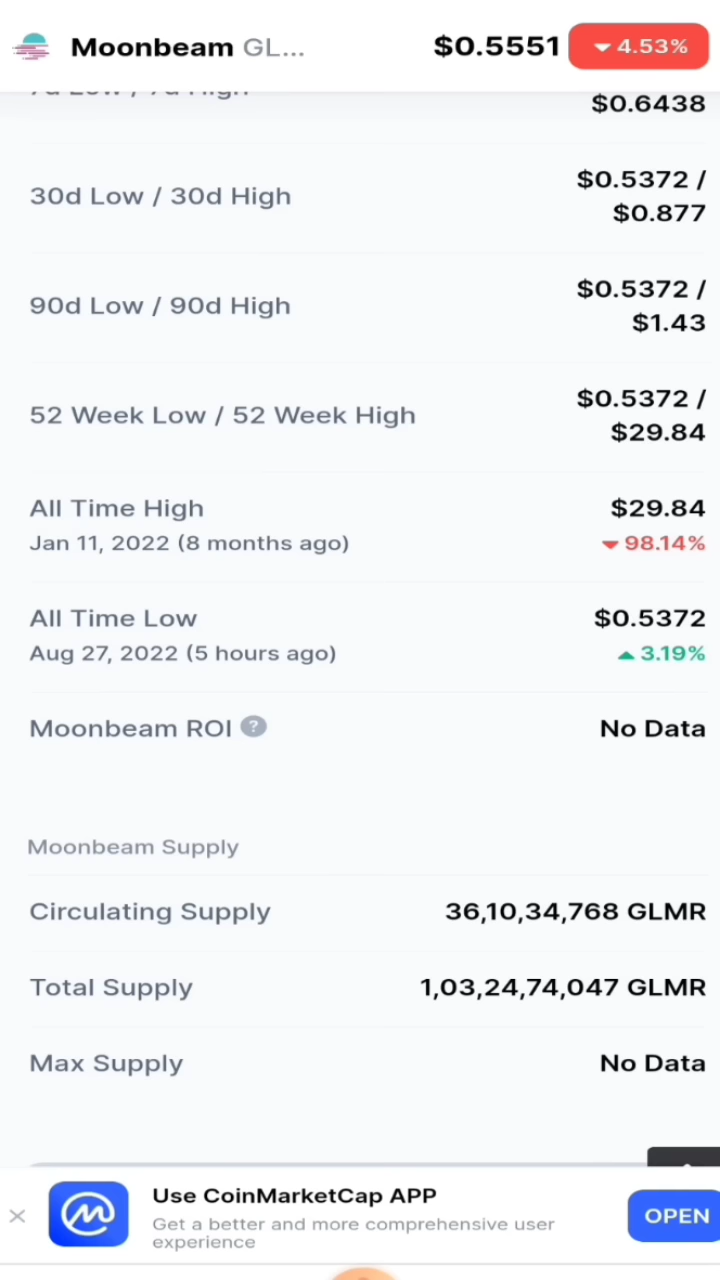 Moonbeam GL... $0.5551 4.53%
$0.6438
30d Low / 30d High $0.5372 /
$0.877
90d Low / 90d High $0.5372 /
$1.43
52 Week Low / 52 Week High $0.5372 /
$29.84
All Time High $29.84
Jan 11, 2022 (8 months ago) 98.14%
All Time Low $0.5372
Aug 27, 2022 (5 hours ago) 3.19%
Moonbeam ROI ? No Data
Moonbeam Supply
Circulating Supply 36,10,34,768 GLMR
Total Supply 1,03,24,74,047 GLMR
Max Supply No Data
Use CoinMarketCap APP
Get a better and more comprehensive user
experience
OPEN